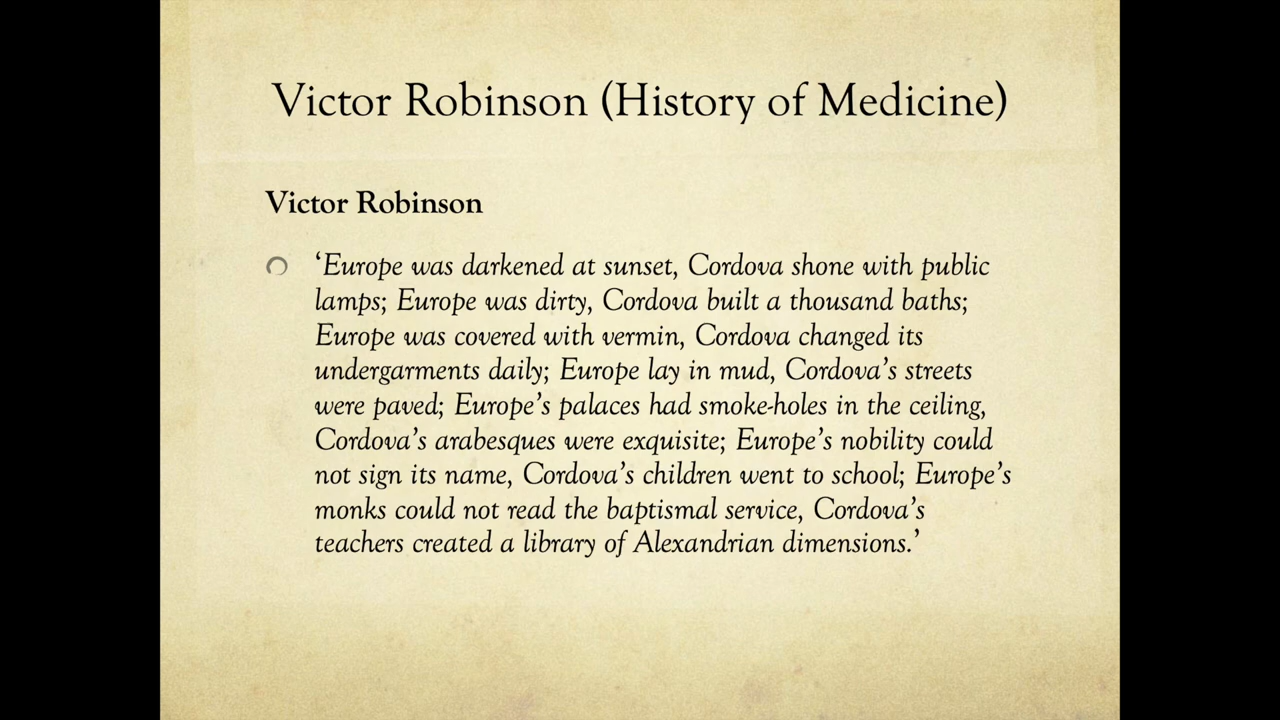 Victor Robinson (History of Medicine)
Victor Robinson
‘Europe was darkened at sunset, Cordova shone with public
lamps; Europe was dirty, Cordova built a thousand baths;
Europe was covered with vermin, Cordova changed its
undergarments daily; Europe lay in mud, Cordova’s streets
were paved; Europe’s palaces had smoke-holes in the ceiling,
Cordova’s arabesques were exquisite; Europe’s nobility could
not sign its name, Cordova’s children went to school; Europe’s
monks could not read the baptismal service, Cordova’s
teachers created a library of Alexandrian dimensions.’